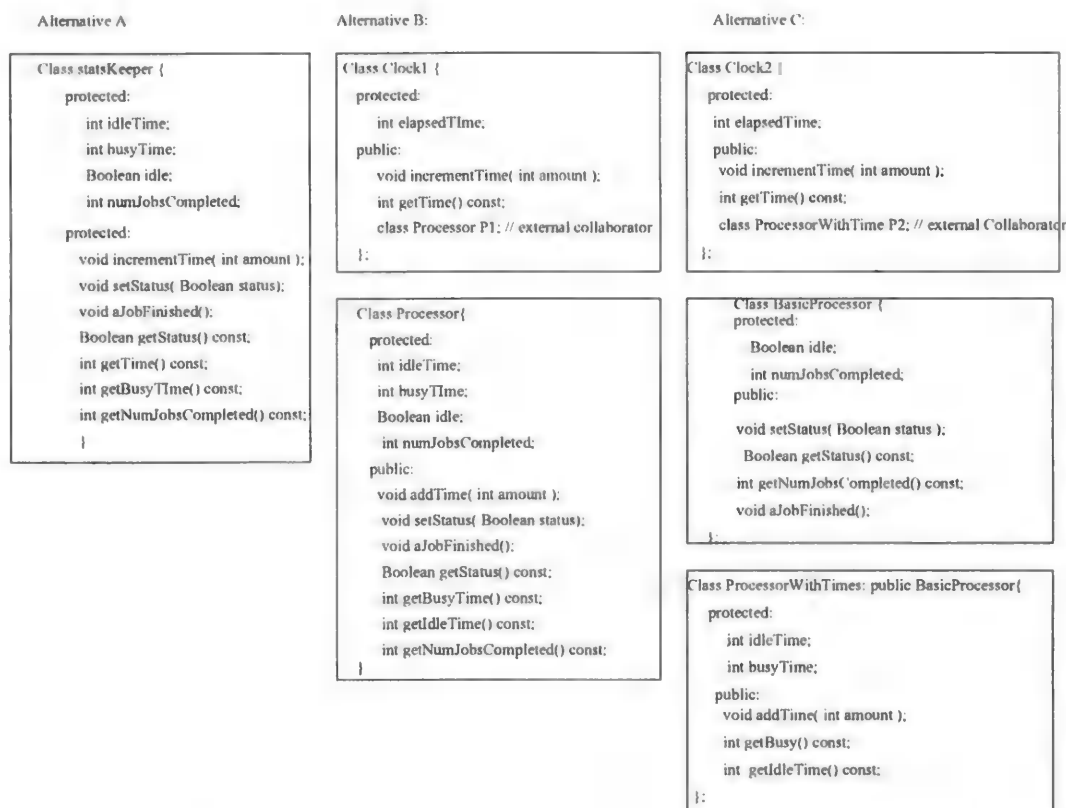 Alternative A
Class statsKeeper {
protected:
int idleTime;
int busyTime;
Boolean idle;
int numJobsCompleted;
protected:
void incrementTime( int amount );
void setStatus( Boolean status);
void aJobFinished();
Boolean getStatus() const;
int getTime() const;
int getBusyTIme() const;
int getNumJobsCompleted() const;
}
Alternative B:
Class Clock1 {
protected:
int elapsedTIme;
public:
void incrementTime( int amount );
int getTime() const;
class Processor P1; // external collaborator
};
Class Processor{
protected:
int idleTime;
int busyTIme;
Boolean idle;
int numJobsCompleted;
public:
void addTime( int amount );
void setStatus( Boolean status);
void aJobFinished();
Boolean getStatus() const;
int getBusyTime() const;
int getIdleTime() const;
int getNumJobsCompleted() const;
}
Alternative C:
Class Clock2 {
protected:
int elapsedTime;
public:
void incrementTime( int amount );
int getTime() const;
class ProcessorWithTime P2; // external Collaborator
};
Class BasicProcessor {
protected:
Boolean idle;
int numJobsCompleted;
public:
void setStatus( Boolean status );
Boolean getStatus() const;
int getNumJobsCompleted() const;
void aJobFinished();
};
Class ProcessorWithTimes: public BasicProcessor{
protected:
int idleTime;
int busyTime;
public:
void addTime( int amount );
int getBusy() const;
int getIdleTime() const;
};